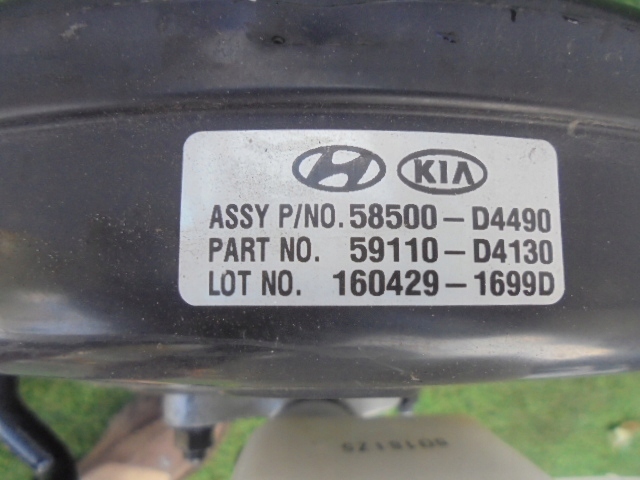 KIA
ASSY P/NO. 58500-D4490
PART NO. 59110-D4130
LOT NO. 160429-1699D